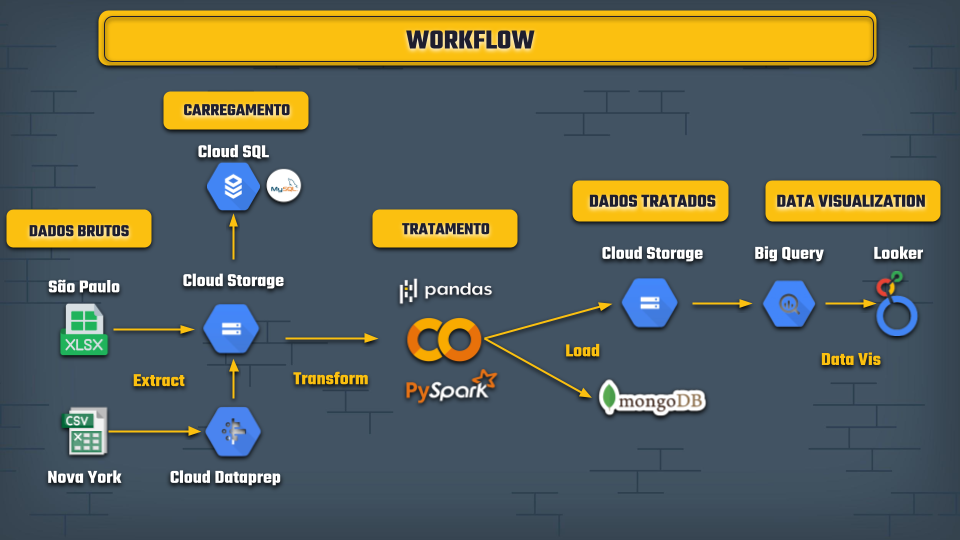 WORKFLOW
CARREGAMENTO
Cloud SQL
MySQL
DADOS BRUTOS
São Paulo
XLSX
Cloud Storage
Extract
CSV
Nova York
Cloud Dataprep
Transform
TRATAMENTO
pandas
PySpark
Load
DADOS TRATADOS
Cloud Storage
mongoDB
DATA VISUALIZATION
Big Query
Looker
Data Vis